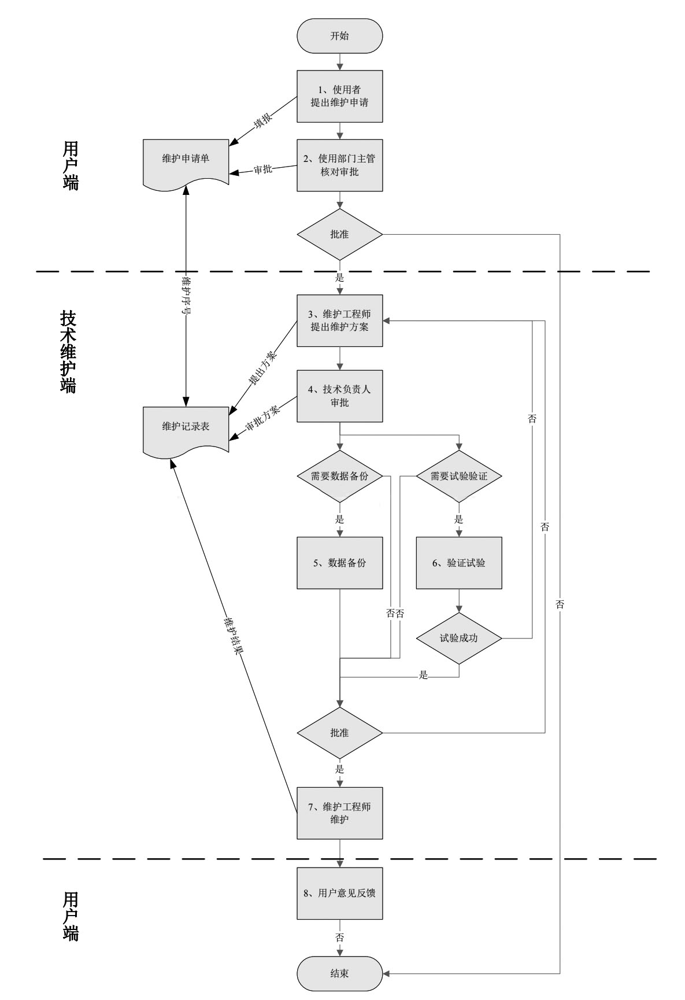 开始
1、使用者
提出维护申请
填报
用户端
维护申请单
2、使用部门主管
核对审批
审批
批准
是
维护序号
技术维护端
3、维护工程师
提出维护方案
提出方案
4、技术负责人
审批
审批方案
维护记录表
否
需要数据备份
需要试验验证
是
是
否
5、数据备份
6、验证试验
否
否
否
维护结果
试验成功
是
批准
是
7、维护工程师
维护
用户端
8、用户意见反馈
否
结束